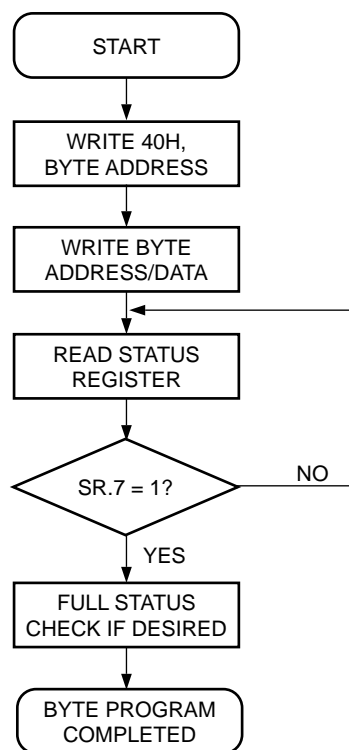 START
WRITE 40H,
BYTE ADDRESS
WRITE BYTE
ADDRESS/DATA
READ STATUS
REGISTER
SR.7 = 1?
NO
YES
FULL STATUS
CHECK IF DESIRED
BYTE PROGRAM
COMPLETED